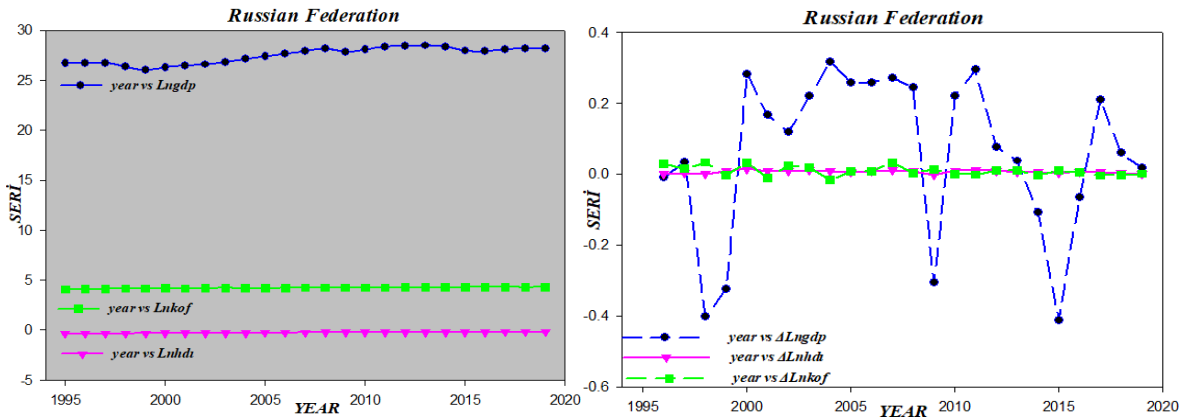 Russian Federation
30
25
20
15
10
5
0
-5
SERİ
year vs Lngdp
year vs Lnkof
year vs Lnhdı
1995
2000
2005
2010
2015
2020
YEAR
Russian Federation
0.4
0.2
0.0
-0.2
-0.4
-0.6
SERİ
year vs ΔLngdp
year vs ΔLnhdı
year vs ΔLnkof
1995
2000
2005
2010
2015
2020
YEAR